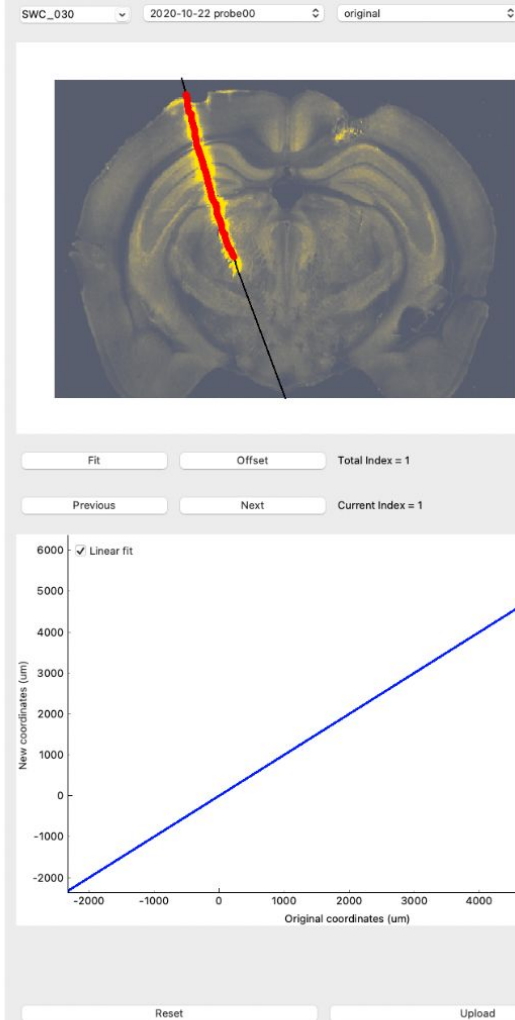 SWC_030 2020-10-22 probe00 original
Fit Offset Total Index = 1
Previous Next Current Index = 1
6000 Linear fit
5000
4000
3000
2000
1000
0
-1000
-2000
New coordinates (um)
-2000 -1000 0 1000 2000 3000 4000
Original coordinates (um)
Reset Upload